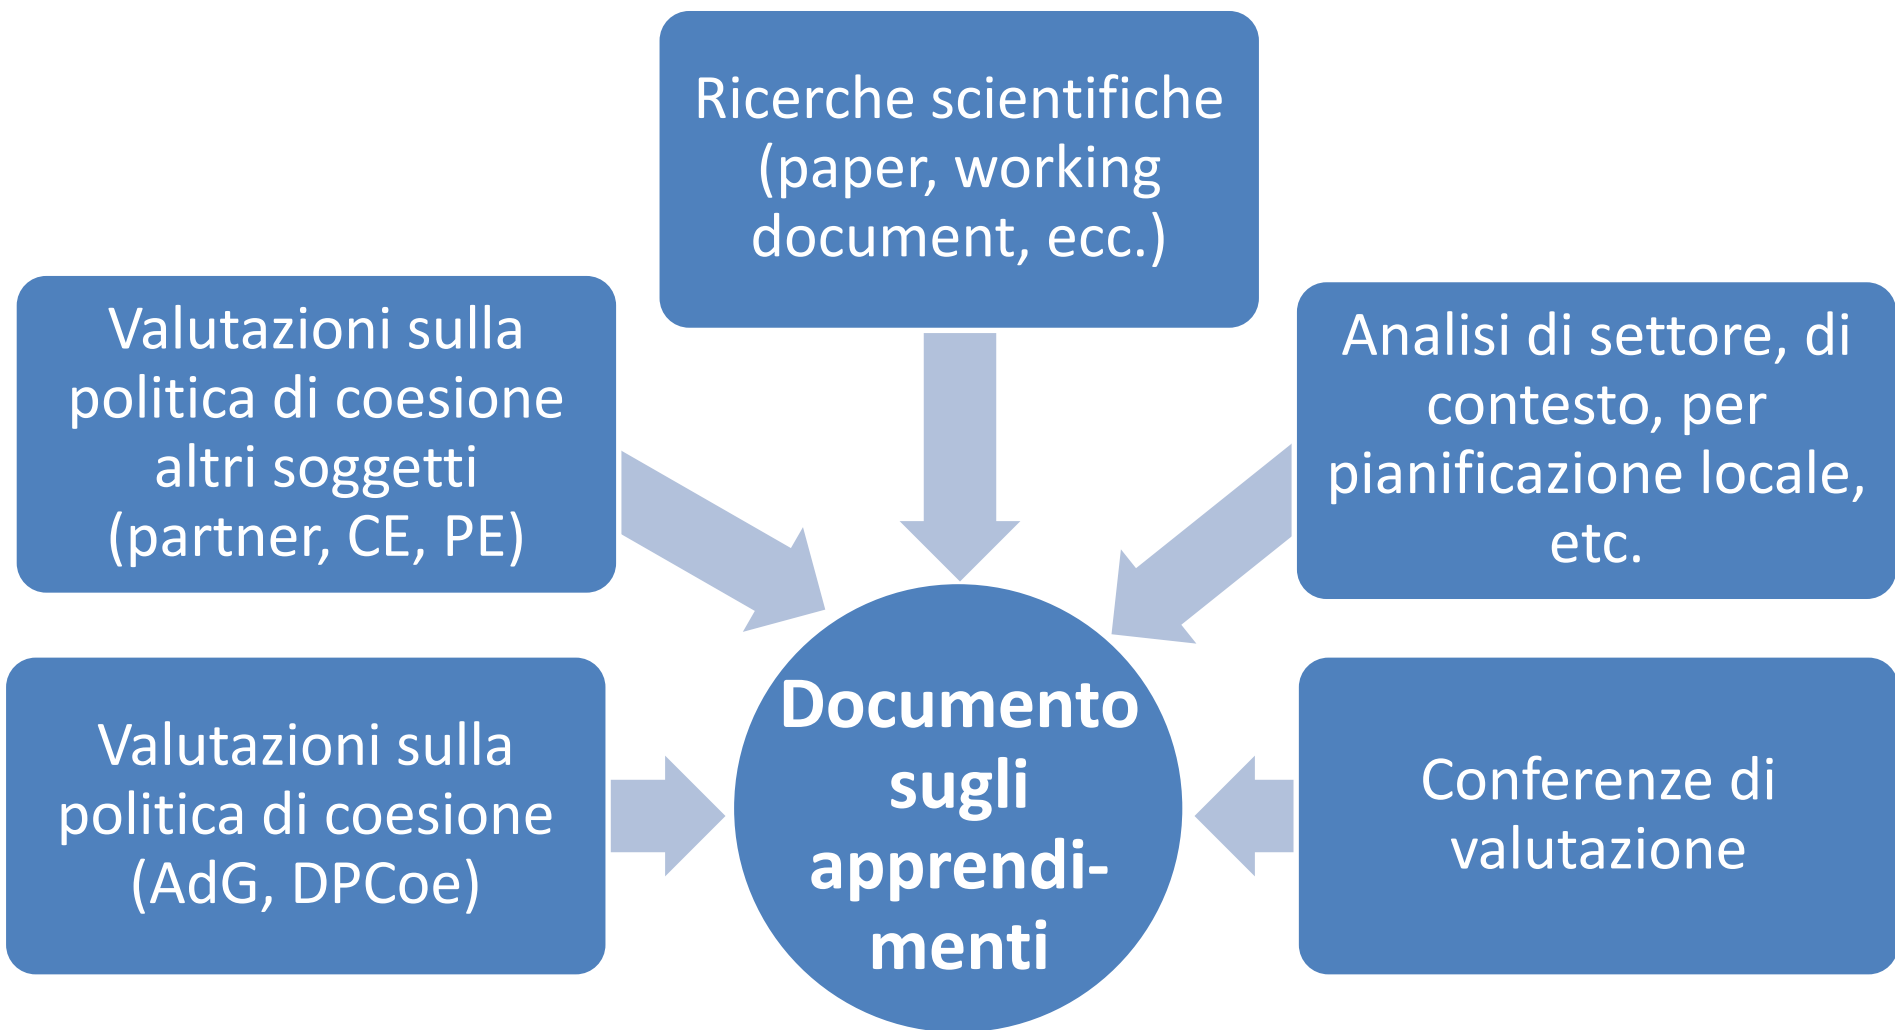 Ricerche scientifiche
(paper, working
document, ecc.)
Valutazioni sulla
politica di coesione
altri soggetti
(partner, CE, PE)
Analisi di settore, di
contesto, per
pianificazione locale,
etc.
Valutazioni sulla
politica di coesione
(AdG, DPCoe)
Documento
sugli
apprendi-
menti
Conferenze di
valutazione